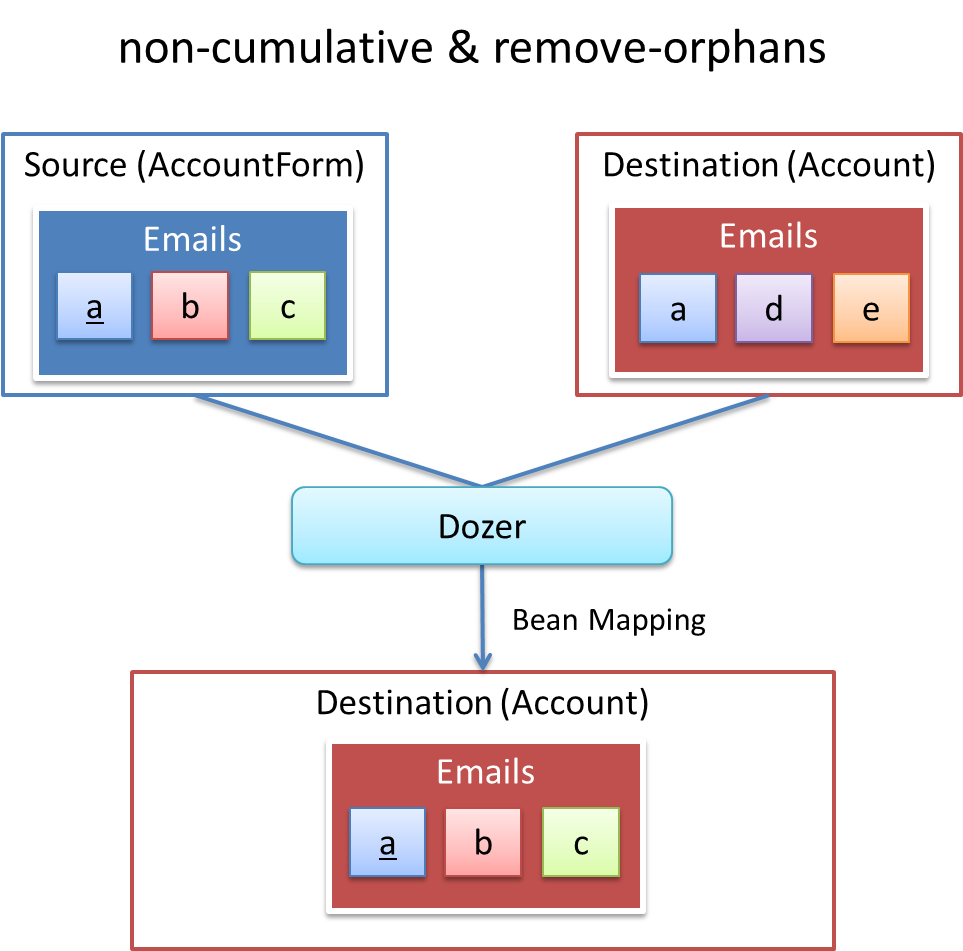 non-cumulative & remove-orphans
Source (AccountForm)
Emails
a b c
Destination (Account)
Emails
a d e
Dozer
Bean Mapping
Destination (Account)
Emails
a b c